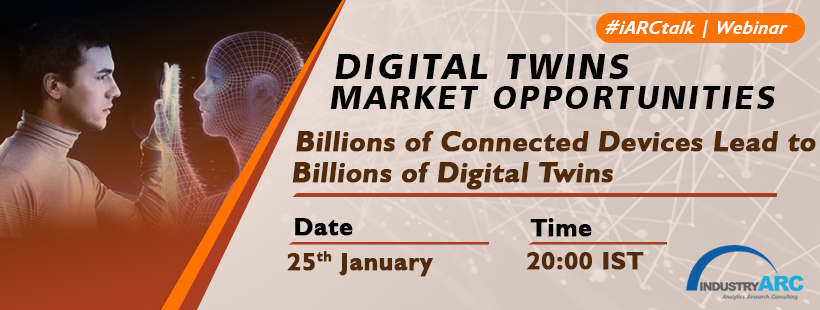 #iARCtalk | Webinar
DIGITAL TWINS
MARKET OPPORTUNITIES
Billions of Connected Devices Lead to
Billions of Digital Twins
Date
25th January
Time
20:00 IST
INDUSTRYARC
Analytics.Research.Consulting